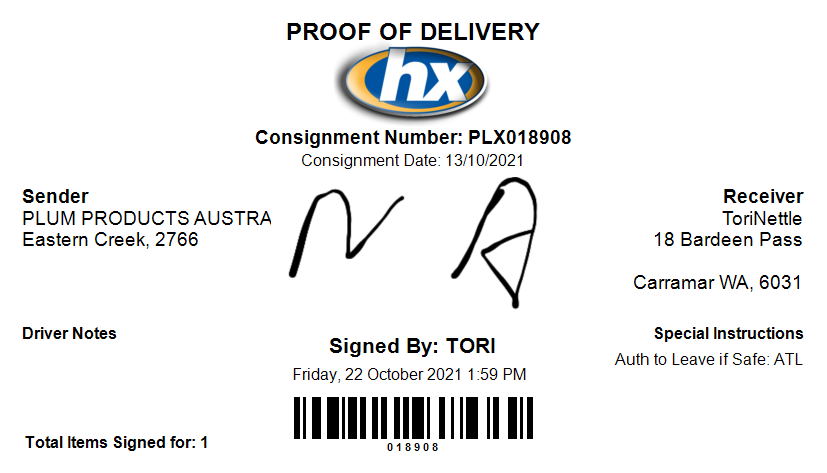 PROOF OF DELIVERY
hx
Consignment Number: PLX018908
Consignment Date: 13/10/2021
Sender
PLUM PRODUCTS AUSTRA
Eastern Creek, 2766
N A
Receiver
ToriNettle
18 Bardeen Pass
Carramar WA, 6031
Driver Notes
Signed By: TORI
Friday, 22 October 2021 1:59 PM
Special Instructions
Auth to Leave if Safe: ATL
Total Items Signed for: 1
018908